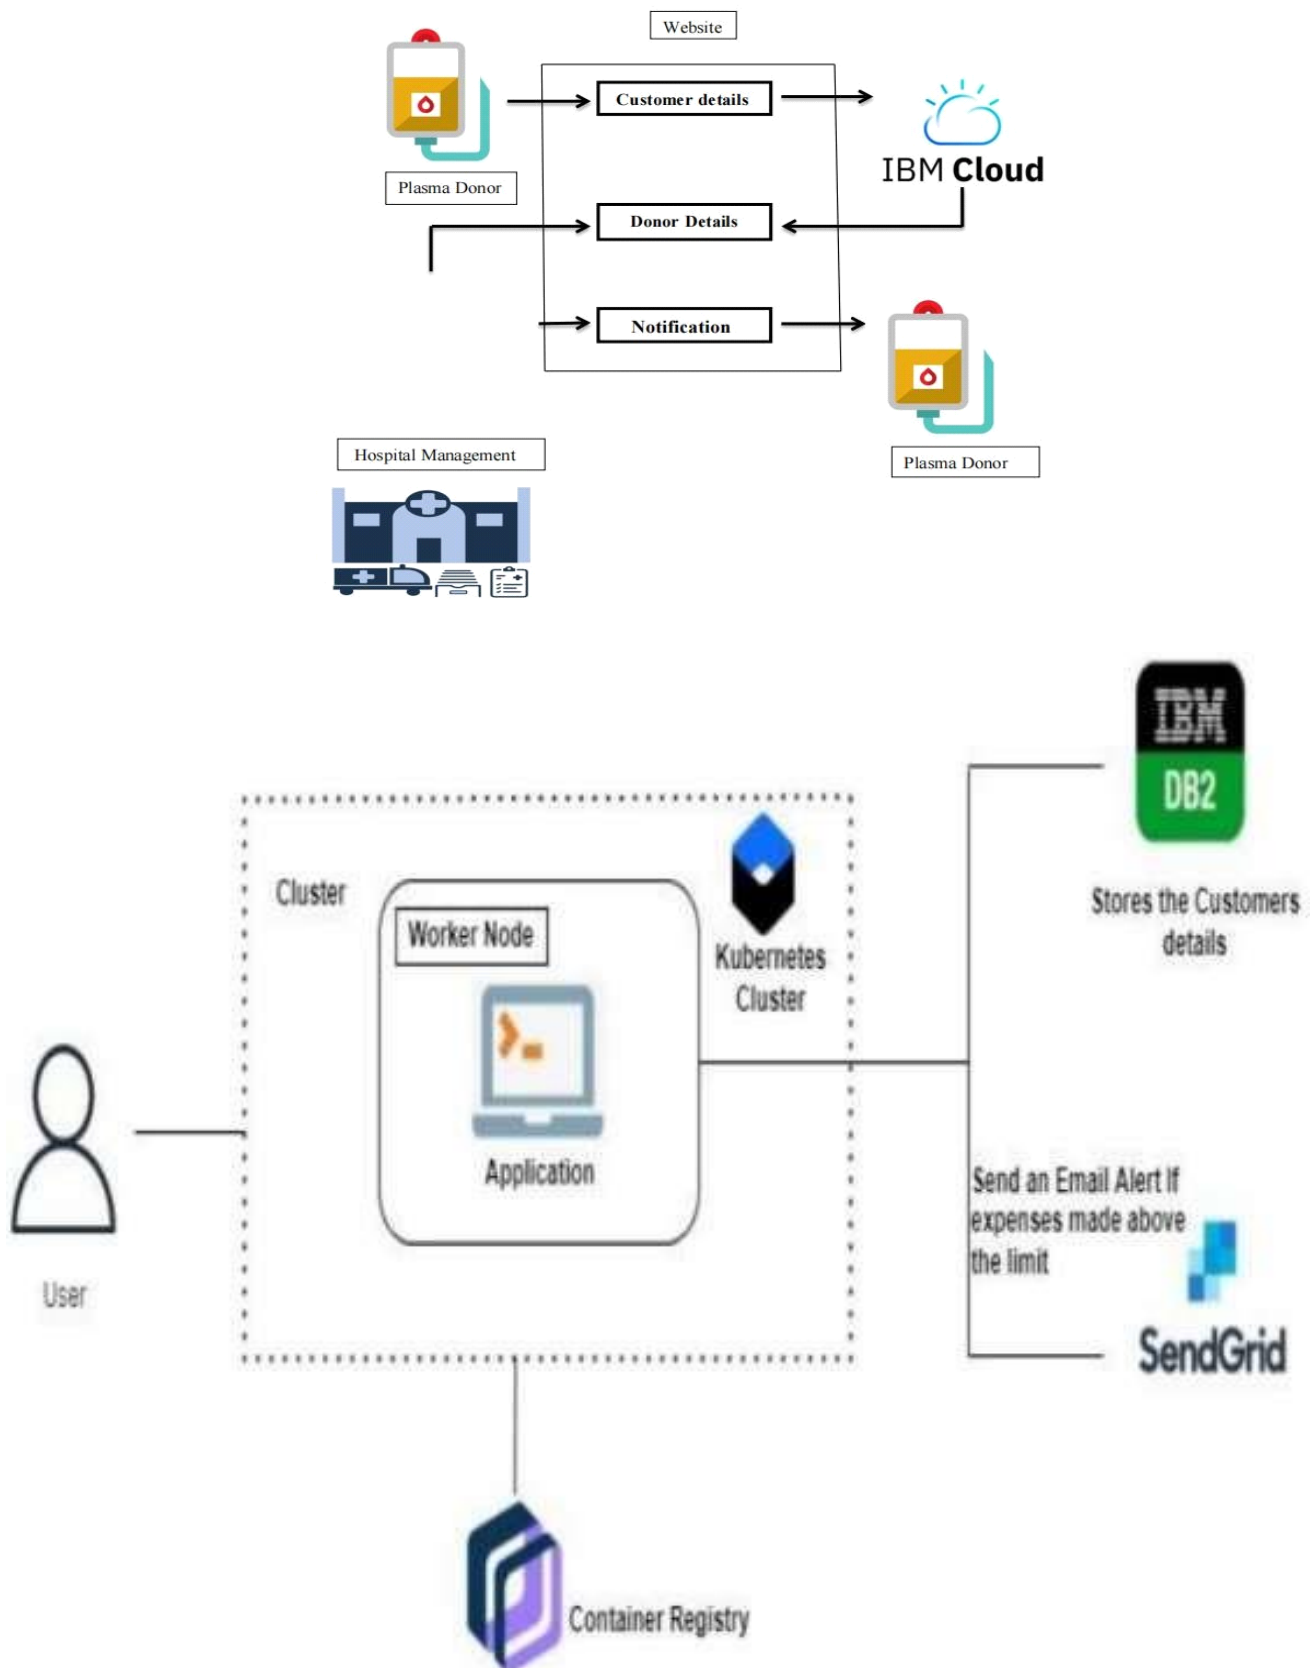 Website
Customer details
IBM Cloud
Plasma Donor
Donor Details
Notification
Hospital Management
Plasma Donor
IBM
DB2
Stores the Customers
details
Cluster
Worker Node
Kubernetes
Cluster
Application
User
Send an Email Alert If
expenses made above
the limit
SendGrid
Container Registry